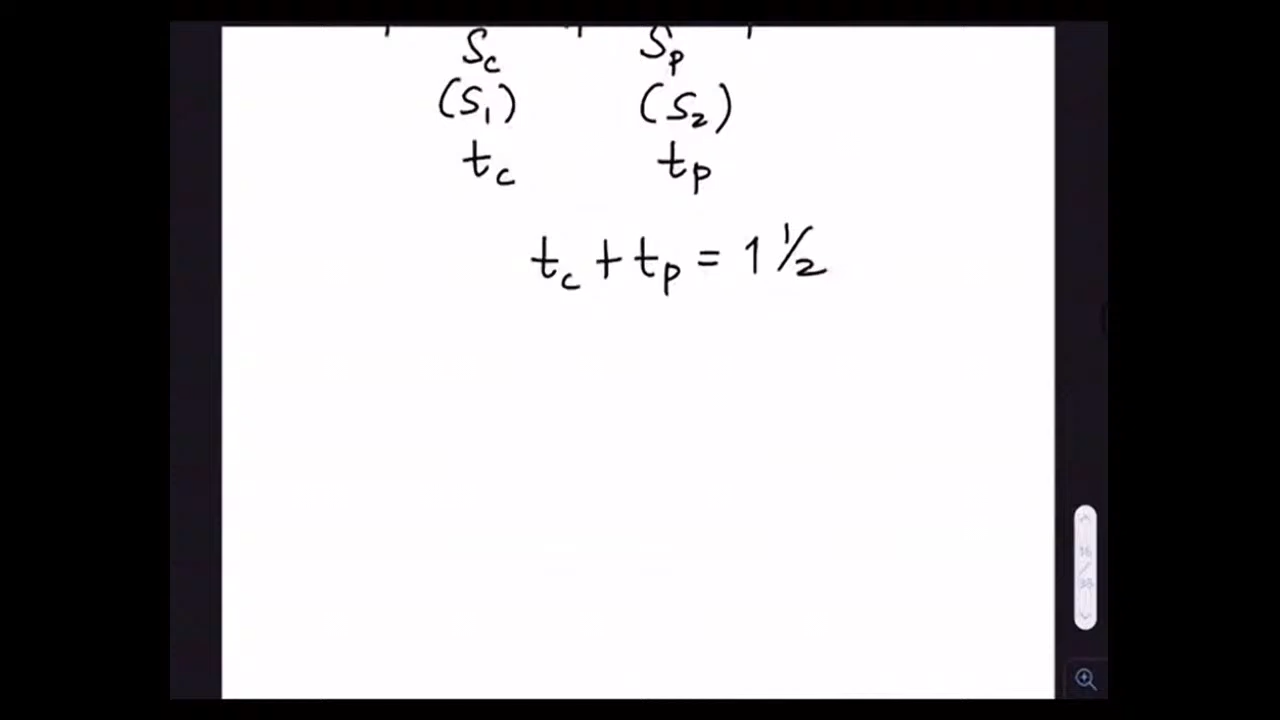 Sc Sp
(S1) (S2)
tc tp
tc + tp = 1 1/2